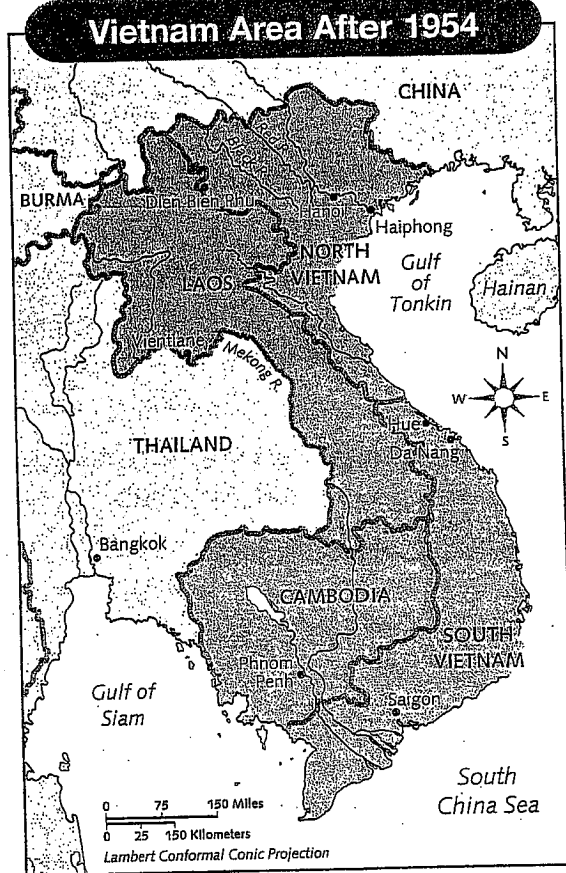 Vietnam Area After 1954
CHINA
BURMA
Black R.
Red R.
Dien Bien Phu
Hanoi
Haiphong
NORTH
VIETNAM
Gulf
of
Tonkin
Hainan
LAOS
Vientiane
Mekong R.
N
W
E
S
THAILAND
Hue
Da Nang
Bangkok
CAMBODIA
SOUTH
VIETNAM
Phnom
Penh
Saigon
Gulf of
Siam
South
China Sea
0 75 150 Miles
0 25 150 Kilometers
Lambert Conformal Conic Projection